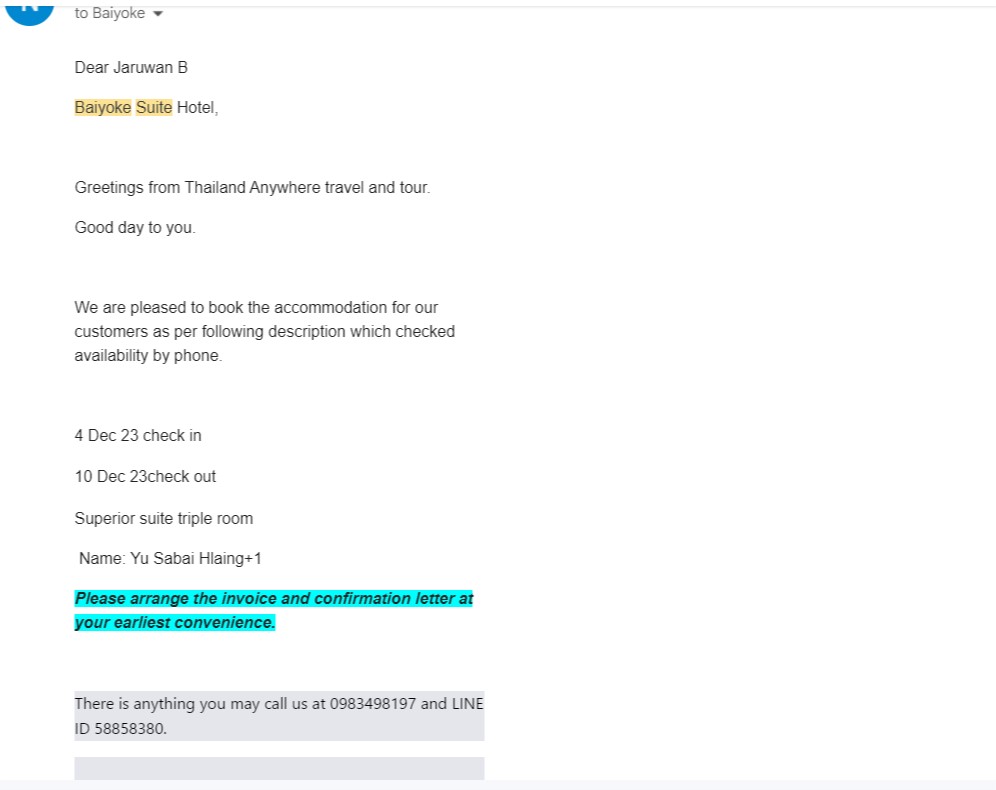 to Baiyoke
Dear Jaruwan B
Baiyoke Suite Hotel,
Greetings from Thailand Anywhere travel and tour.
Good day to you.
We are pleased to book the accommodation for our
customers as per following description which checked
availability by phone.
4 Dec 23 check in
10 Dec 23check out
Superior suite triple room
Name: Yu Sabai Hlaing+1
Please arrange the invoice and confirmation letter at
your earliest convenience.
There is anything you may call us at 0983498197 and LINE
ID 58858380.